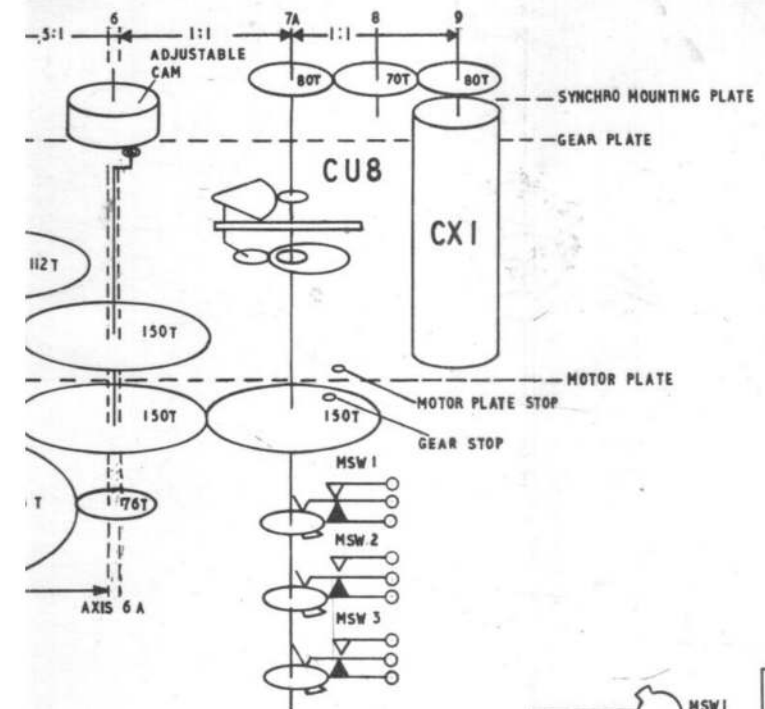 6
7A
8
9
5:1
1:1
1:1
ADJUSTABLE
CAM
80T
70T
80T
SYNCHRO MOUNTING PLATE
GEAR PLATE
CU8
CX1
112T
150T
MOTOR PLATE
MOTOR PLATE STOP
150T
150T
GEAR STOP
MSW 1
T
76T
MSW 2
AXIS 6A
MSW 3
MSW1